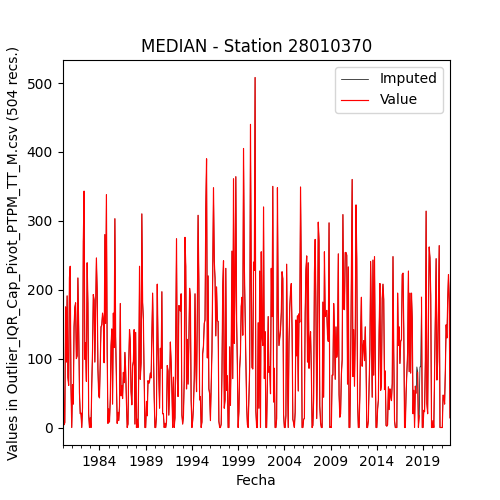 MEDIAN - Station 28010370
Values in Outlier_IQR_Cap_Pivot_PTPM_TT_M.csv (504 recs.)
500
400
300
200
100
0
Imputed
Value
1984 1989 1994 1999 2004 2009 2014 2019
Fecha